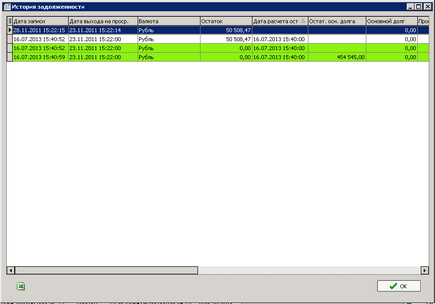 История задолженности
Дата записи Дата выхода на проср. Валюта Остаток Дата расчета ост Остат. осн. долга Основной долг
28.11.2011 15:22:15 23.11.2011 15:22:14 Рубль 50 508,47 0,00
16.07.2013 15:40:52 23.11.2011 15:22:00 Рубль 50 508,47 16.07.2013 15:40:00 0,00
16.07.2013 15:40:52 23.11.2011 15:22:00 Рубль 0,00 16.07.2013 15:40:00 0,00
16.07.2013 15:40:59 23.11.2011 15:22:00 Рубль 0,00 16.07.2013 15:40:00 454 545,00 0,00
OK